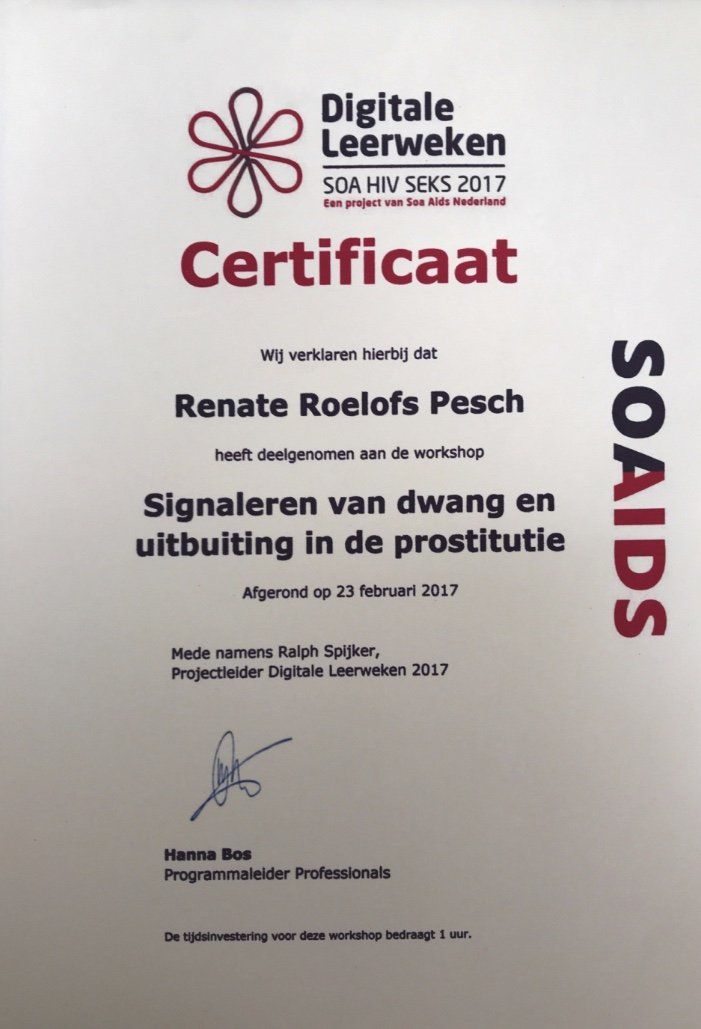 Digitale
Leerweken
SOA HIV SEKS 2017
Een project van Soa Aids Nederland
Certificaat
Wij verklaren hierbij dat
Renate Roelofs Pesch
heeft deelgenomen aan de workshop
Signaleren van dwang en
uitbuiting in de prostitutie
Afgerond op 23 februari 2017
SOAIDS
Mede namens Ralph Spijker,
Projectleider Digitale Leerweken 2017
Hanna Bos
Programmaleider Professionals
De tijdsinvestering voor deze workshop bedraagt 1 uur.